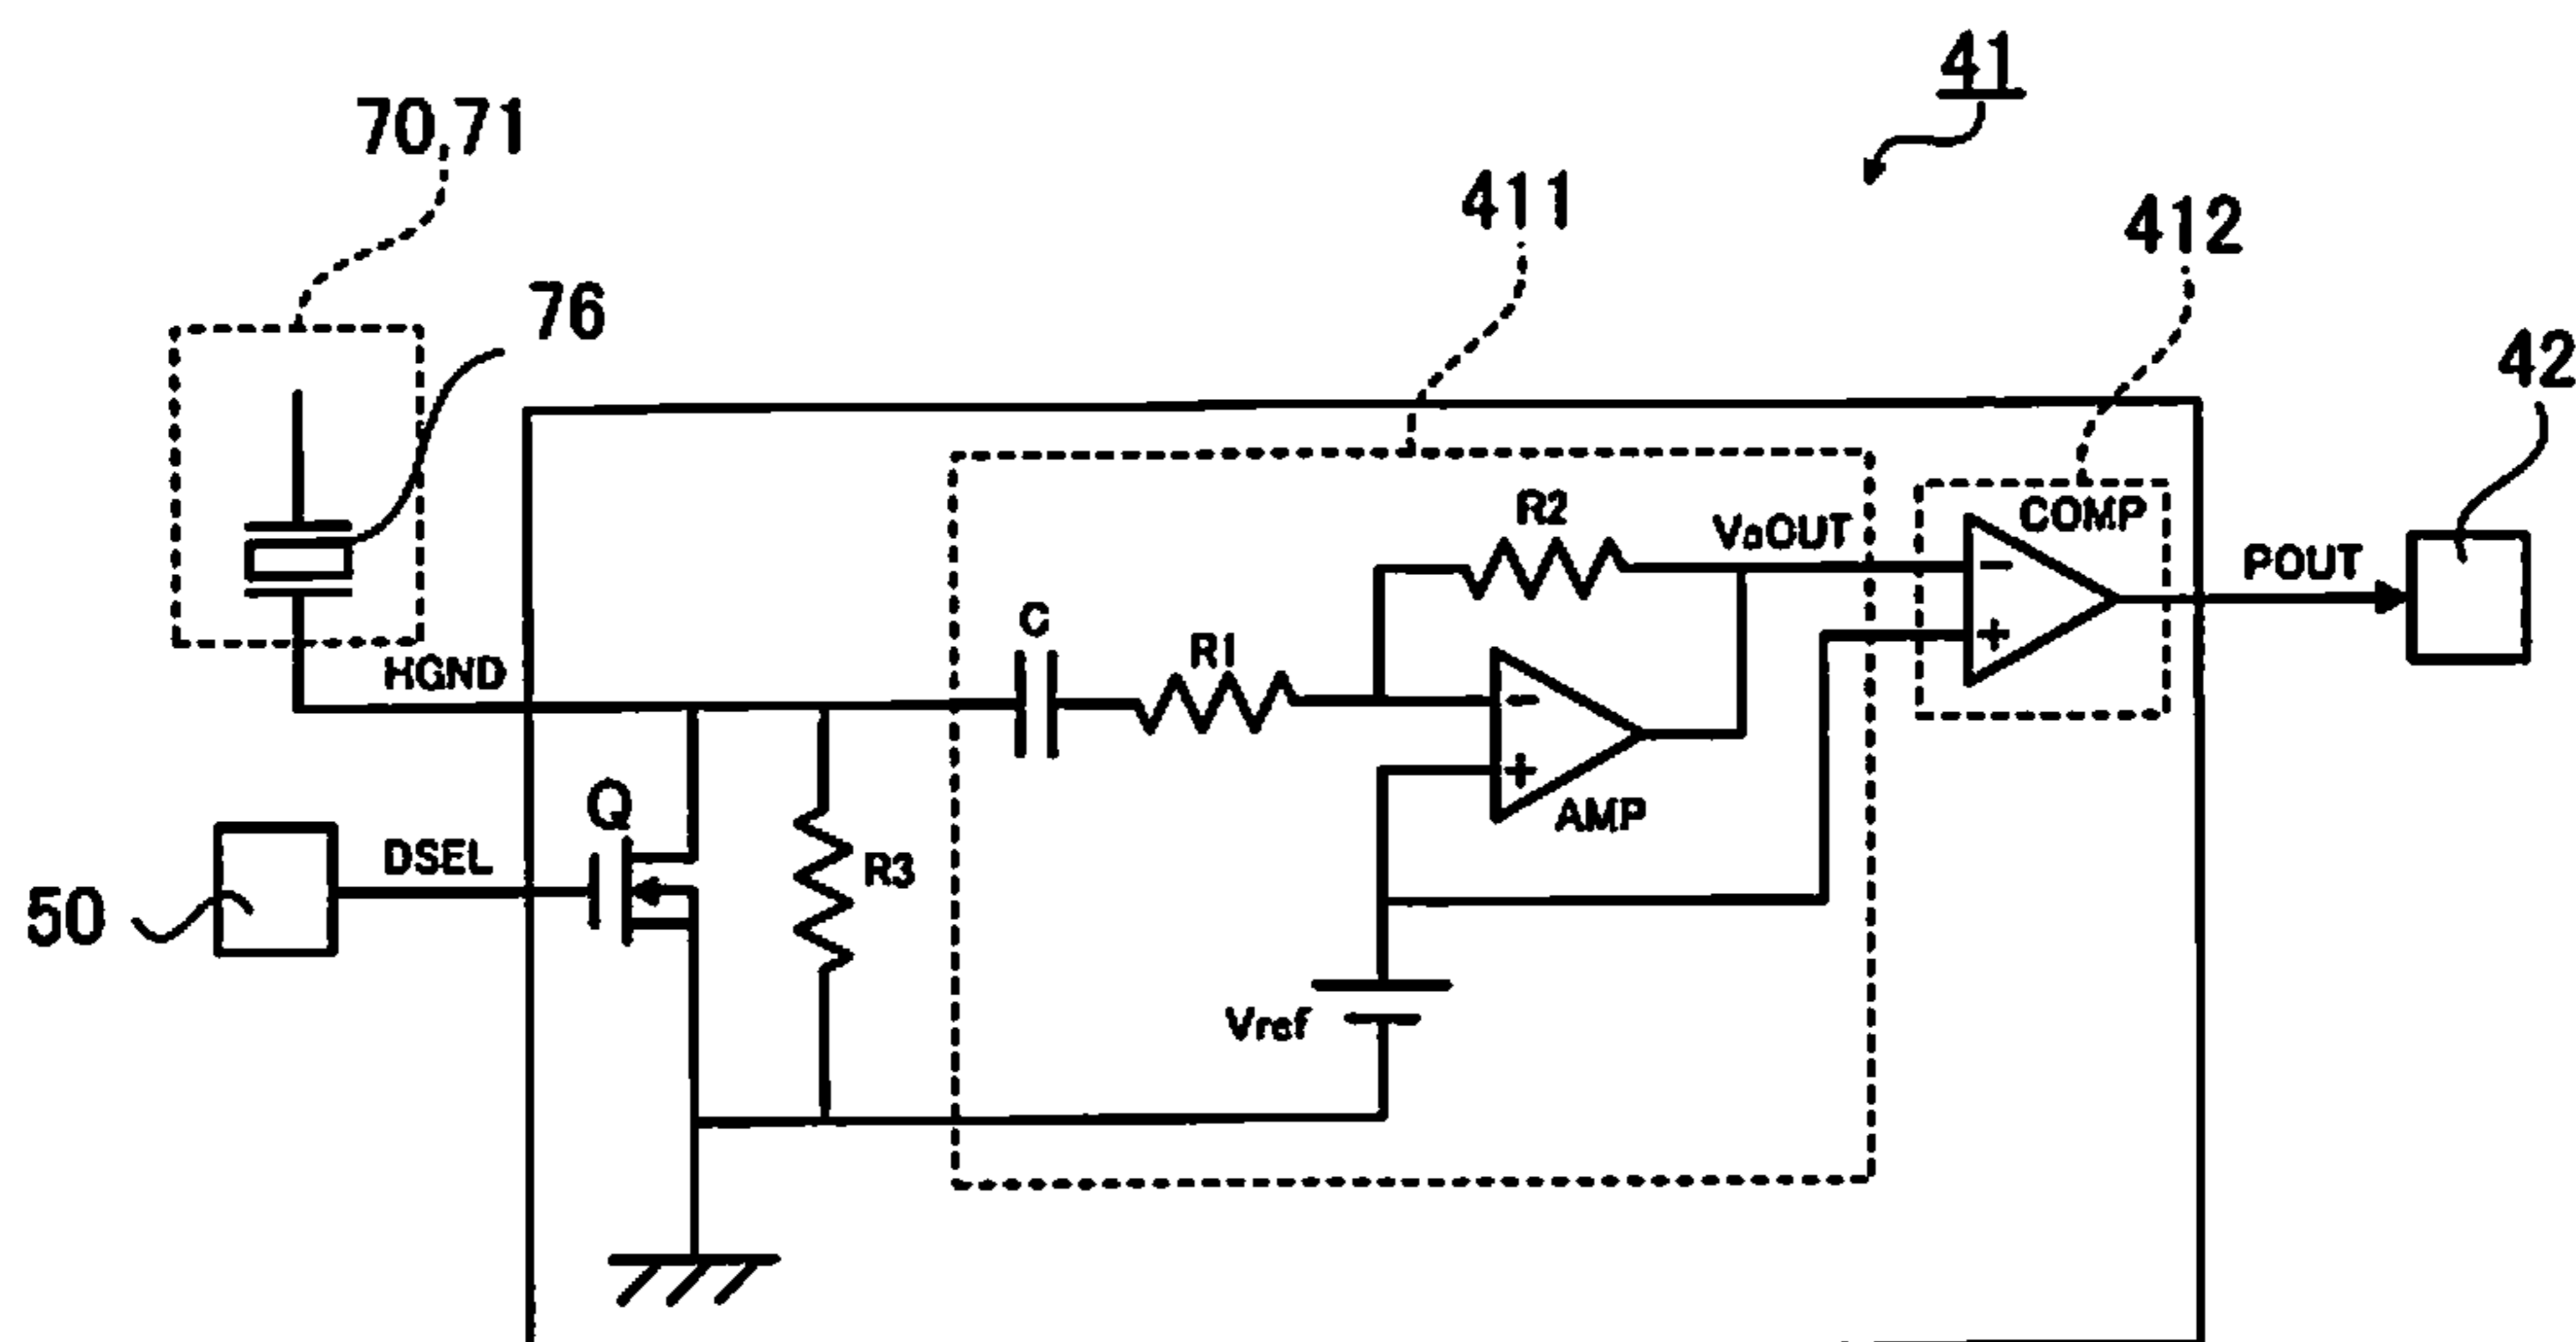 41
70,71
411
412
76
42
R2
VaOUT
COMP
POUT
C
R1
HGND
-
+
-
+
Q
AMP
DSEL
R3
50
Vref